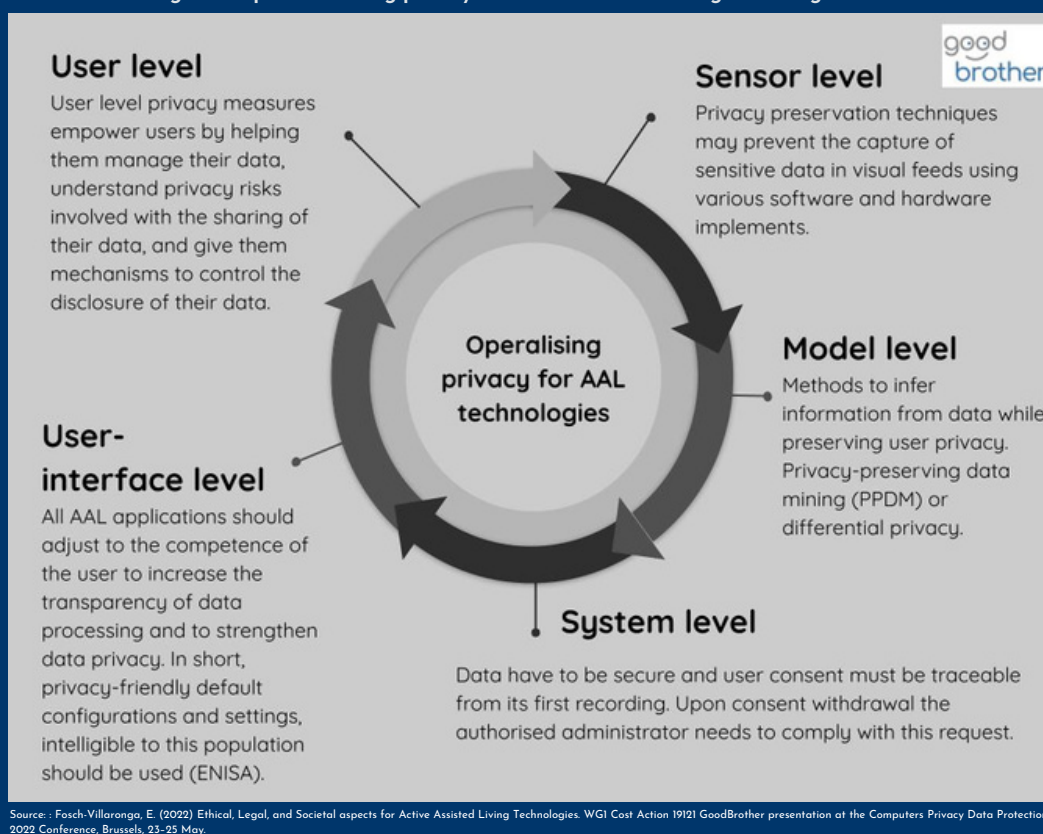 good
brother
User level
User level privacy measures
empower users by helping
them manage their data,
understand privacy risks
involved with the sharing of
their data, and give them
mechanisms to control the
disclosure of their data.
Sensor level
Privacy preservation techniques
may prevent the capture of
sensitive data in visual feeds using
various software and hardware
implements.
Operalising
privacy for AAL
technologies
Model level
Methods to infer
information from data while
preserving user privacy.
Privacy-preserving data
mining (PPDM) or
differential privacy.
User-
interface level
All AAL applications should
adjust to the competence of
the user to increase the
transparency of data
processing and to strengthen
data privacy. In short,
privacy-friendly default
configurations and settings,
intelligible to this population
should be used (ENISA).
System level
Data have to be secure and user consent must be traceable
from its first recording. Upon consent withdrawal the
authorised administrator needs to comply with this request.
Source: : Fosch-Villaronga, E. (2022) Ethical, Legal, and Societal aspects for Active Assisted Living Technologies. WG1 Cost Action 19121 GoodBrother presentation at the Computers Privacy Data Protection
2022 Conference, Brussels, 23-25 May.